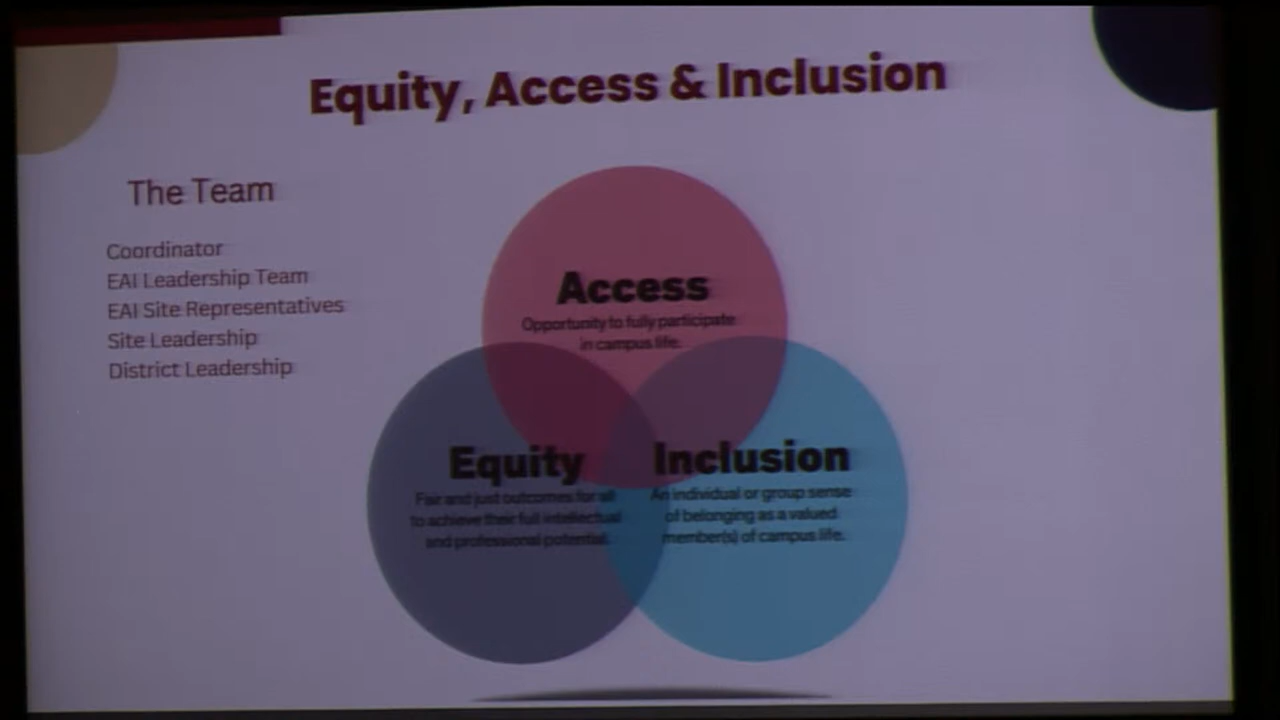 Equity, Access & Inclusion
The Team
Coordinator
EAI Leadership Team
EAI Site Representatives
Site Leadership
District Leadership
Access
Opportunity to fully participate
in campus life.
Equity
Fair and just outcomes for all
to achieve their full intellectual
and professional potential.
Inclusion
An individual or group sense
of belonging as a valued
member(s) of campus life.